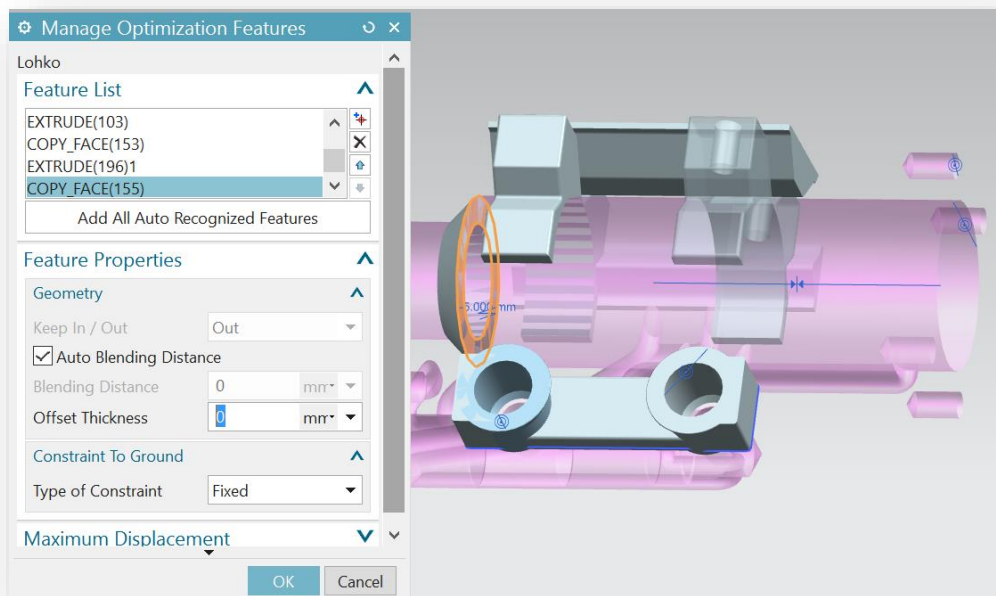 Manage Optimization Features
Lohko
Feature List
EXTRUDE(103)
COPY_FACE(153)
EXTRUDE(196)1
COPY_FACE(155)
Add All Auto Recognized Features
Feature Properties
Geometry
Keep In / Out Out
Auto Blending Distance
Blending Distance 0 mm
Offset Thickness 0 mm
Constraint To Ground
Type of Constraint Fixed
Maximum Displacement
OK Cancel